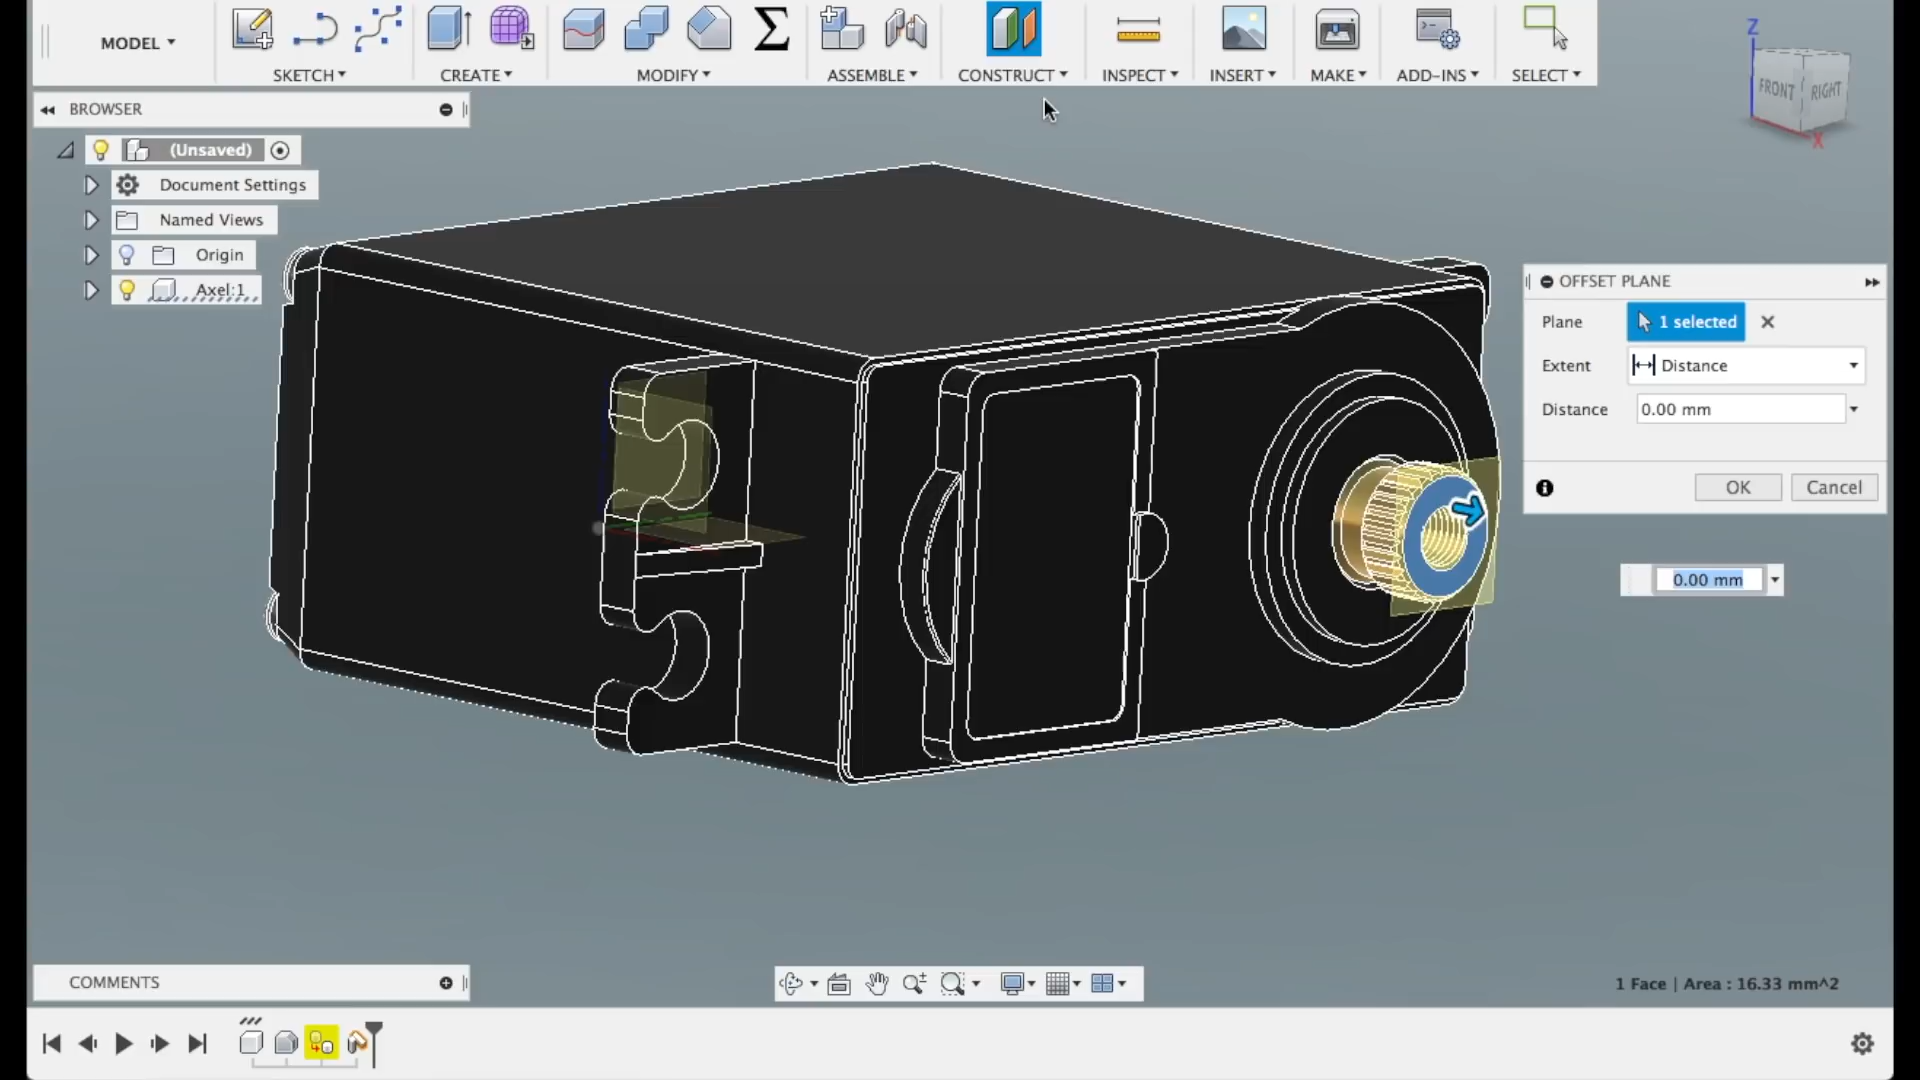 MODEL
SKETCH
CREATE
MODIFY
ASSEMBLE
CONSTRUCT
INSPECT
INSERT
MAKE
ADD-INS
SELECT
Z
FRONT
RIGHT
X
BROWSER
(Unsaved)
Document Settings
Named Views
Origin
Axel:1
OFFSET PLANE
Plane
1 selected
Extent
Distance
Distance
0.00 mm
OK
Cancel
0.00 mm
COMMENTS
1 Face | Area : 16.33 mm^2